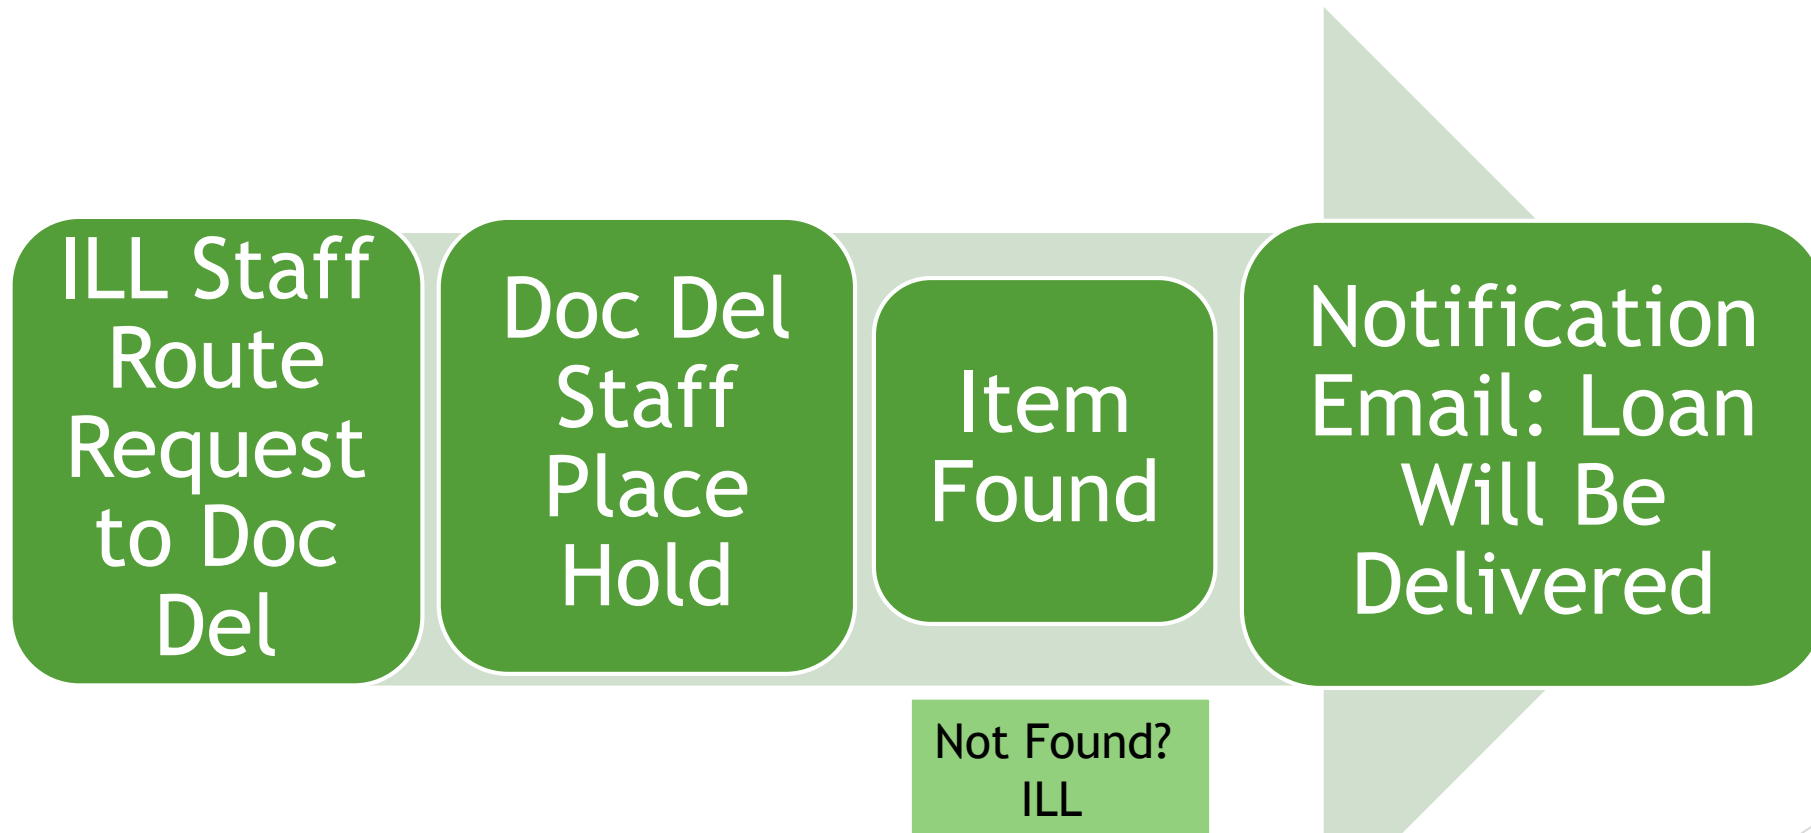 ILL Staff
Route
Request
to Doc
Del
Doc Del
Staff
Place
Hold
Item
Found
Notification
Email: Loan
Will Be
Delivered
Not Found?
ILL